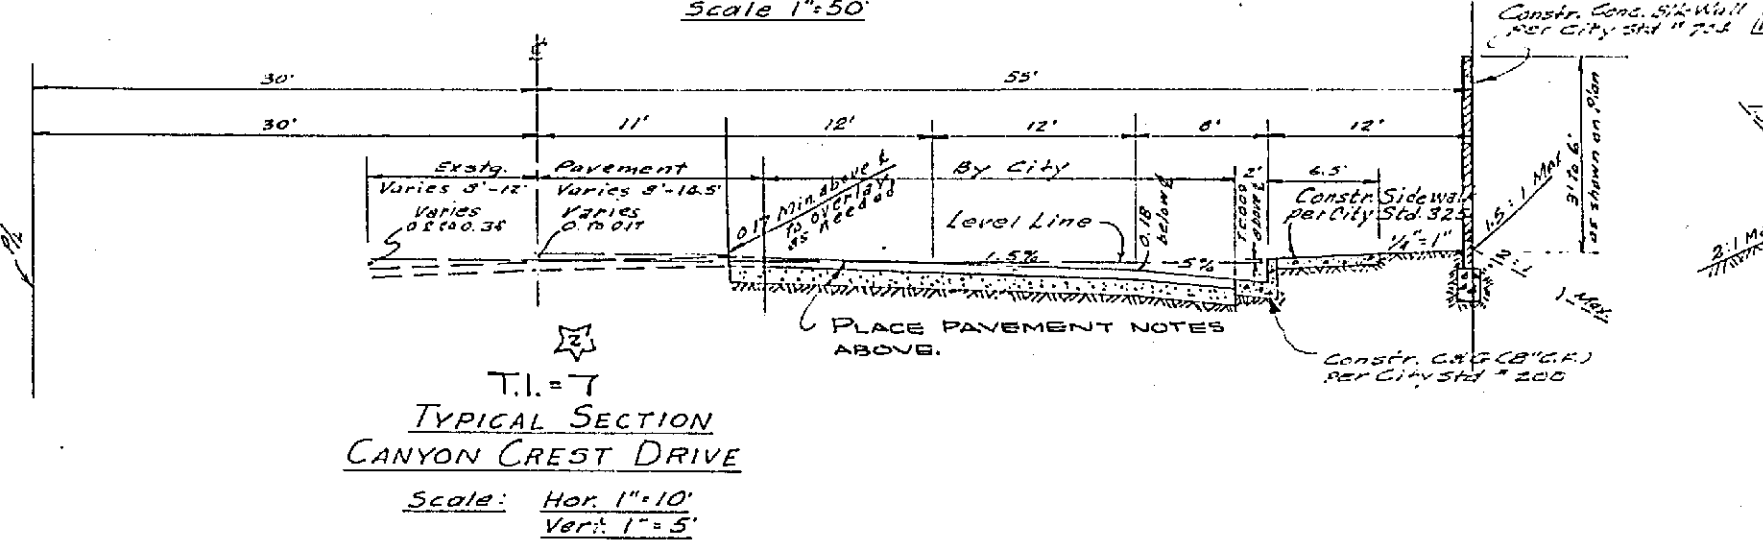 Scale 1"=50'
Constr. Conc. Blk. Wall
per City Std # 702
30'
55'
30'
11'
12'
12'
8'
12'
Exstg.
Pavement
By City
2'
6.5'
Varies 8'-12'
Varies 8'-18.5'
Varies
Varies
0.17 Min. above ℄
to overlay
as needed
Level Line
0.18
below ℄
above ℄
Constr. Sidewalk
per City Std. 325
1/4" = 1"
1.5%
5%
1.5:1 Max
3' to 6'
as shown on Plan
PLACE PAVEMENT NOTES
ABOVE.
Constr. C&G (8" C.F.)
per City Std # 200
2
T.I. = 7
TYPICAL SECTION
CANYON CREST DRIVE
Scale: Hor. 1"=10'
Vert. 1"=5'